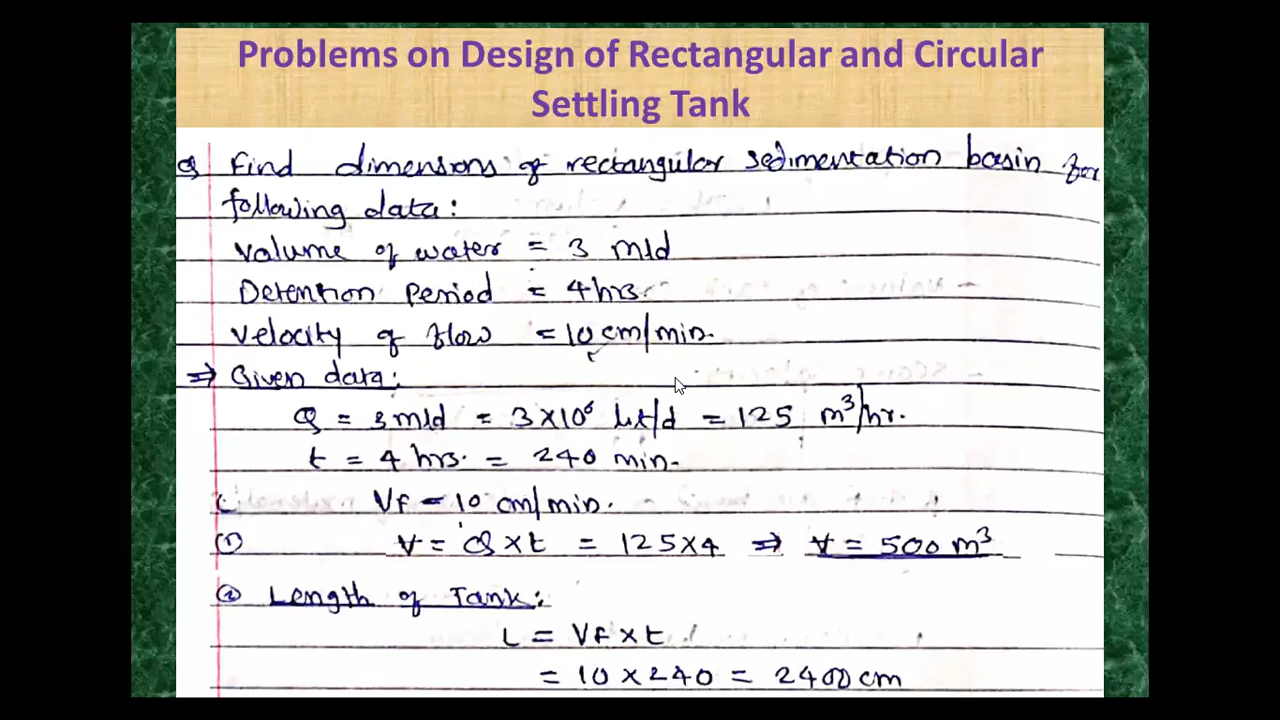 Problems on Design of Rectangular and Circular
Settling Tank
Q Find dimensions of rectangular sedimentation basin for
following data:
Volume of water = 3 mld
Detention Period = 4 hrs.
Velocity of flow = 10 cm/min.
⇒ Given data:
Q = 3 mld = 3×10⁶ lit/d = 125 m³/hr.
t = 4 hrs. = 240 min.
Vf = 10 cm/min.
① V = Q×t = 125×4 ⇒ V = 500 m³
② Length of Tank:
L = Vf × t
= 10 × 240 = 2400 cm